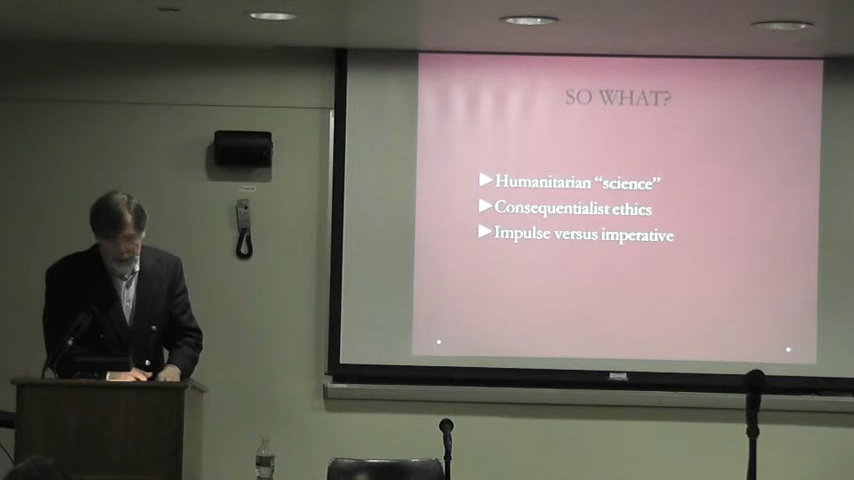 SO WHAT?
Humanitarian “science”
Consequentialist ethics
Impulse versus imperative